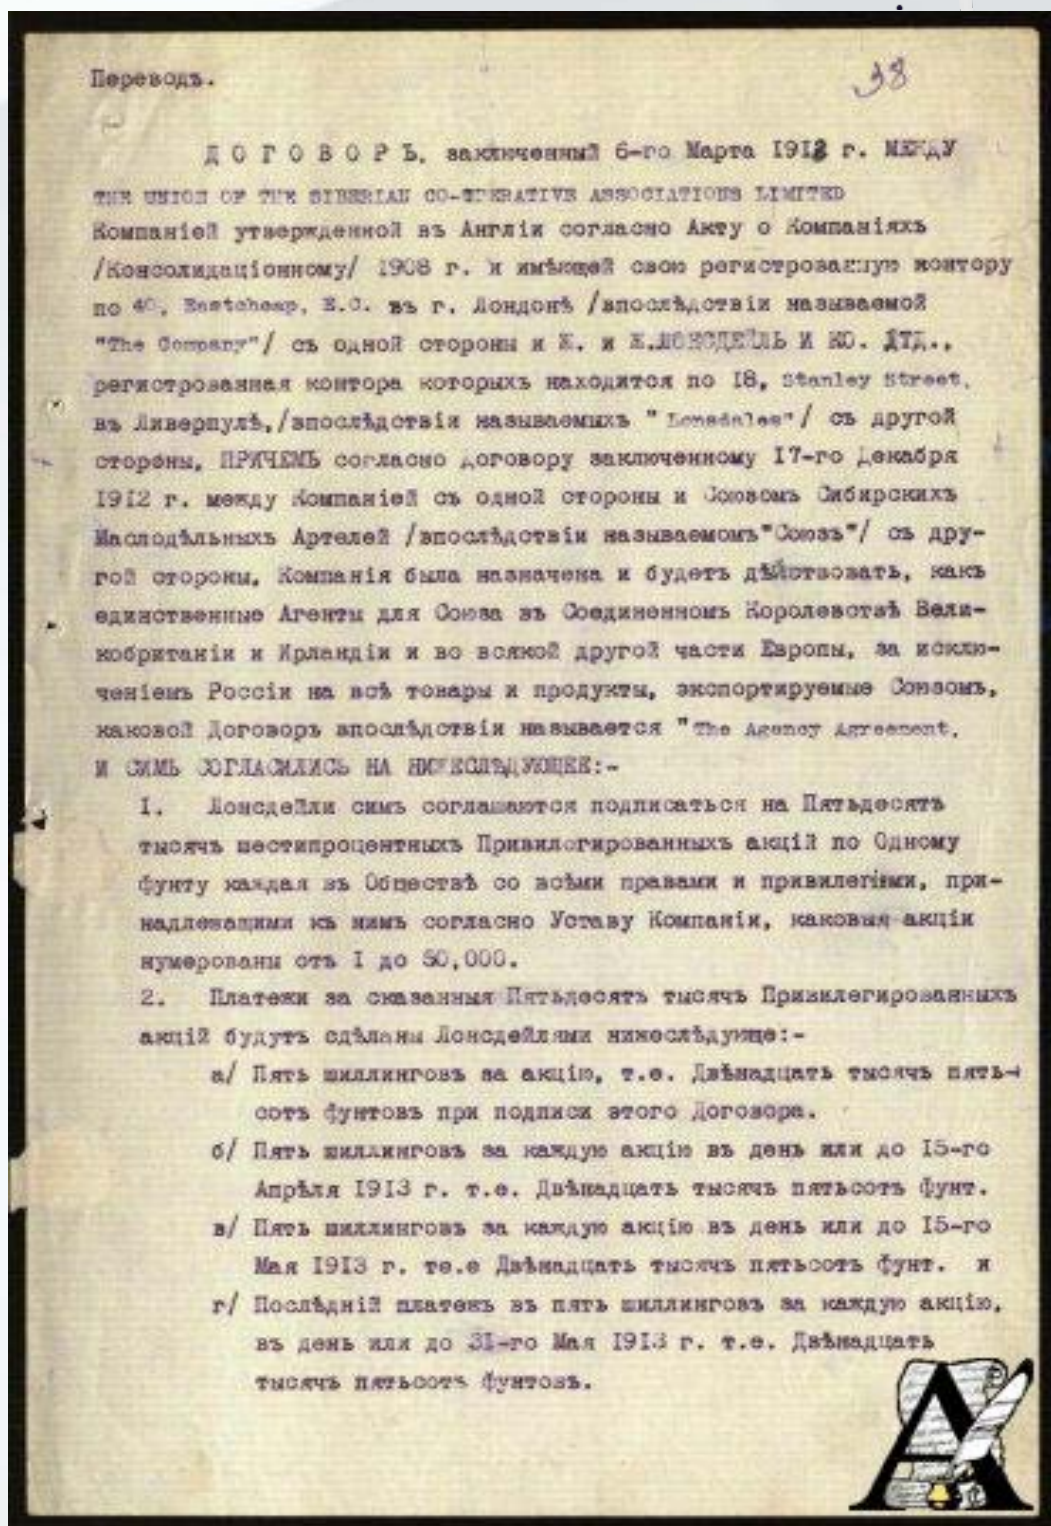 Переводъ.
38
ДОГОВОРЪ, заключенный 6-го Марта 1913 г. МЕЖДУ
THE UNION OF THE SIBERIAN CO-OPERATIVE ASSOCIATIONS LIMITED
Компаніей утвержденной въ Англіи согласно Акту о Компаніяхъ
/Консолидаціонному/ 1908 г. и имѣющей свою регистрованную контору
по 40, Eastcheap, E.C. въ г. Лондонѣ /впослѣдствіи называемой
"The Company"/ съ одной стороны и Ж. и Ж.ЛОНСДЕЙЛЬ И КО. ЛТД.,
регистрованная контора которыхъ находится по 18, Stanley Street,
въ Ливерпулѣ,/впослѣдствіи называемыхъ "Lonsdales"/ съ другой
стороны, ПРИЧЕМЪ согласно договору заключенному 17-го Декабря
1912 г. между Компаніей съ одной стороны и Союзомъ Сибирскихъ
Маслодѣльныхъ Артелей /впослѣдствіи называемомъ"Союзъ"/ съ дру-
гой стороны, Компанія была назначена и будетъ дѣйствовать, какъ
единственные Агенты для Союза въ Соединенномъ Королевствѣ Вели-
кобританіи и Ирландіи и во всякой другой части Европы, за исклю-
ченіемъ Россіи на всѣ товары и продукты, экспортируемые Союзомъ,
каковой Договоръ впослѣдствіи называется "The Agency Agreement,
И СИМЪ СОГЛАСИЛИСЬ НА НИЖЕСЛѢДУЮЩЕЕ:-
1. Лонсдейли симъ соглашаются подписаться на Пятьдесятъ
тысячъ шестипроцентныхъ Привилегированныхъ акцій по Одному
фунту каждая въ Обществѣ со всѣми правами и привилегіями, при-
надлежащими къ нимъ согласно Уставу Компаніи, каковыя акціи
нумерованы отъ 1 до 50,000.
2. Платежи за сказанныя Пятьдесятъ тысячъ Привилегированныхъ
акцій будутъ сдѣланы Лонсдейлями нижеслѣдующе:-
а/ Пять шиллинговъ за акцію, т.е. Двѣнадцать тысячъ пять-
сотъ фунтовъ при подписи этого Договора.
б/ Пять шиллинговъ за каждую акцію въ день или до 15-го
Апрѣля 1913 г. т.е. Двѣнадцать тысячъ пятьсотъ фунт.
в/ Пять шиллинговъ за каждую акцію въ день или до 15-го
Мая 1913 г. те.е Двѣнадцать тысячъ пятьсотъ фунт. и
г/ Послѣдній платежъ въ пять шиллинговъ за каждую акцію,
въ день или до 31-го Мая 1913 г. т.е. Двѣнадцать
тысячъ пятьсотъ фунтовъ.